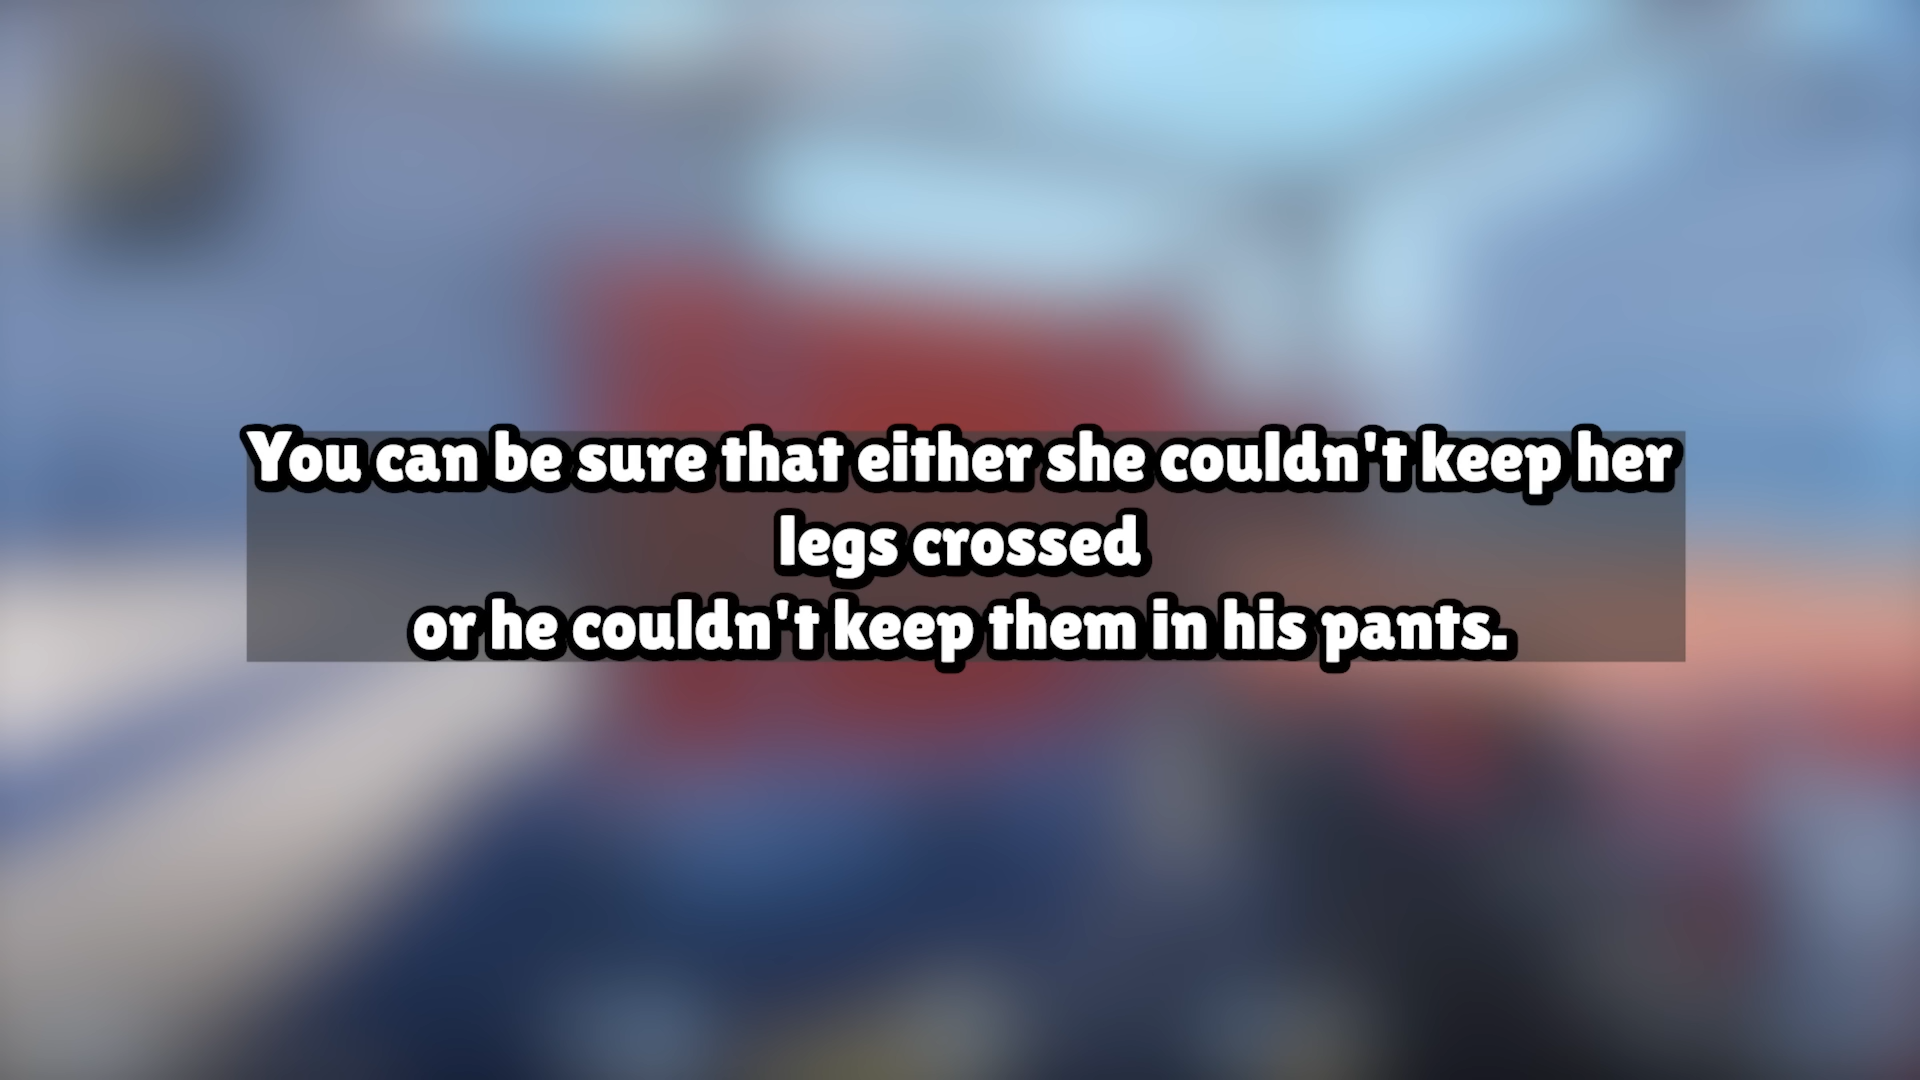 You can be sure that either she couldn't keep her
legs crossed
or he couldn't keep them in his pants.